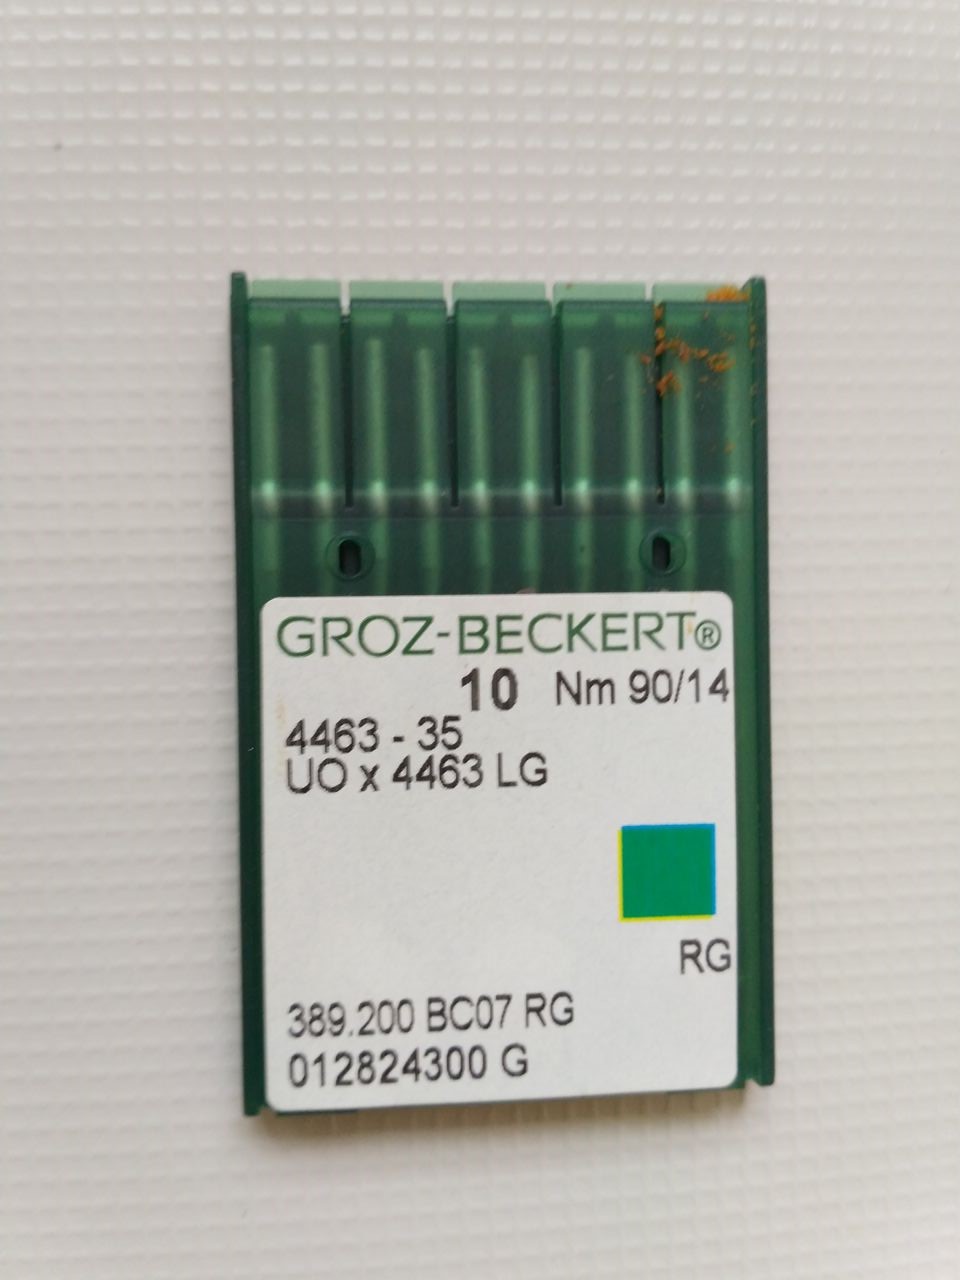 GROZ-BECKERT®
10 Nm 90/14
4463 - 35
UO x 4463 LG
RG
389.200 BC07 RG
012824300 G